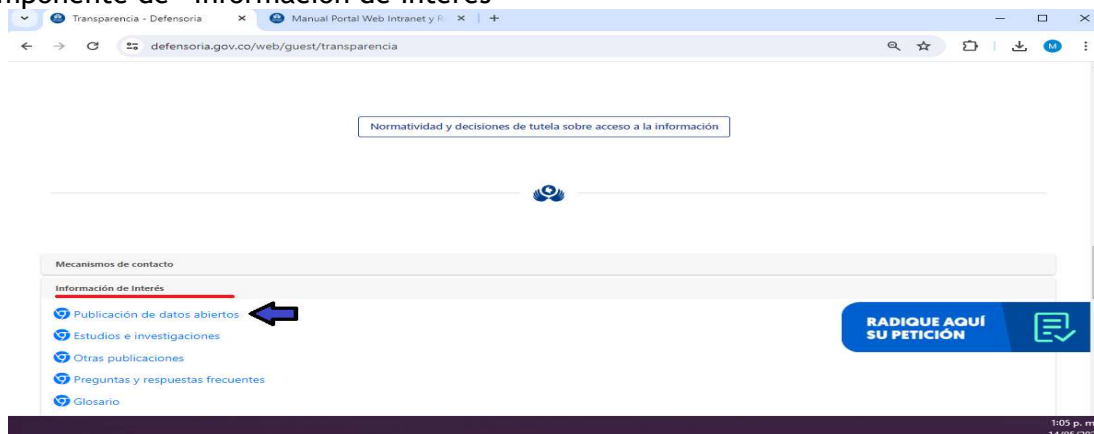 mponente de "Información de interés"
Transparencia - Defensoria
Manual Portal Web Intranet y R
defensoria.gov.co/web/guest/transparencia
M
Normatividad y decisiones de tutela sobre acceso a la información
Mecanismos de contacto
Información de Interés
Publicación de datos abiertos
Estudios e investigaciones
Otras publicaciones
Preguntas y respuestas frecuentes
Glosario
RADIQUE AQUÍ
SU PETICIÓN
1:05 p. m